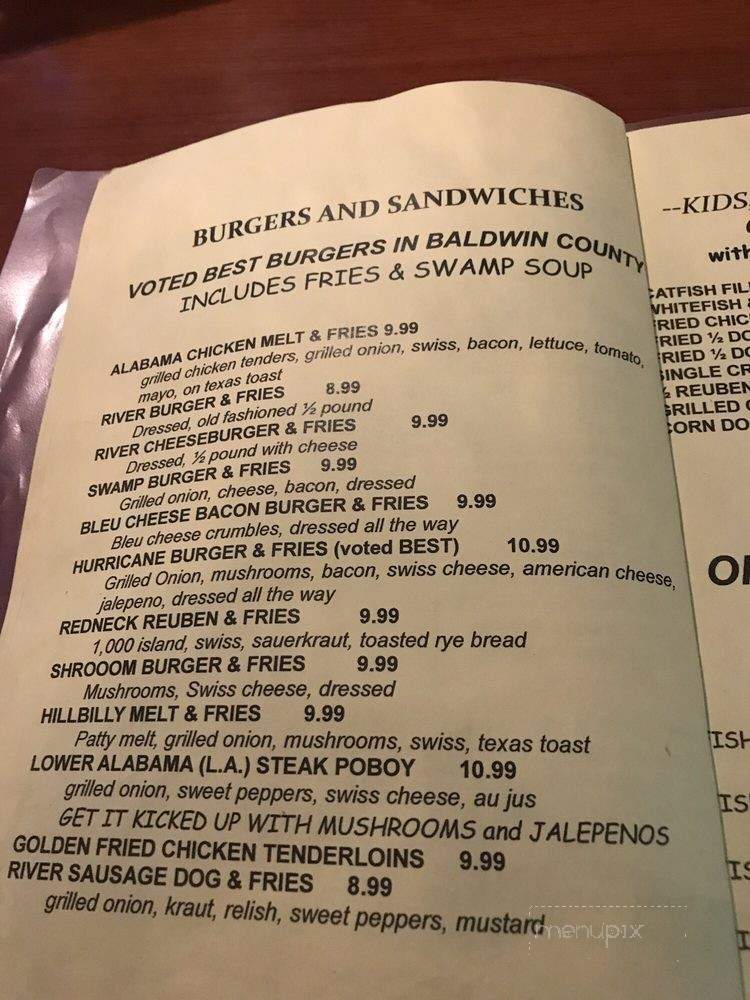 BURGERS AND SANDWICHES
VOTED BEST BURGERS IN BALDWIN COUNTY
INCLUDES FRIES & SWAMP SOUP
ALABAMA CHICKEN MELT & FRIES 9.99
grilled chicken tenders, grilled onion, swiss, bacon, lettuce, tomato,
mayo, on texas toast
RIVER BURGER & FRIES 8.99
Dressed, old fashioned ½ pound
RIVER CHEESEBURGER & FRIES 9.99
Dressed, ½ pound with cheese
SWAMP BURGER & FRIES 9.99
Grilled onion, cheese, bacon, dressed
BLEU CHEESE BACON BURGER & FRIES 9.99
Bleu cheese crumbles, dressed all the way
HURRICANE BURGER & FRIES (voted BEST) 10.99
Grilled Onion, mushrooms, bacon, swiss cheese, american cheese,
jalepeno, dressed all the way
REDNECK REUBEN & FRIES 9.99
1,000 island, swiss, sauerkraut, toasted rye bread
SHROOOM BURGER & FRIES 9.99
Mushrooms, Swiss cheese, dressed
HILLBILLY MELT & FRIES 9.99
Patty melt, grilled onion, mushrooms, swiss, texas toast
LOWER ALABAMA (L.A.) STEAK POBOY 10.99
grilled onion, sweet peppers, swiss cheese, au jus
GET IT KICKED UP WITH MUSHROOMS and JALEPENOS
GOLDEN FRIED CHICKEN TENDERLOINS 9.99
RIVER SAUSAGE DOG & FRIES 8.99
grilled onion, kraut, relish, sweet peppers, mustard
menupix
--KIDS
with
CATFISH FIL
WHITEFISH &
FRIED CHIC
FRIED ½ DO
FRIED ½ DO
SINGLE CR
½ REUBEN
GRILLED
CORN DO